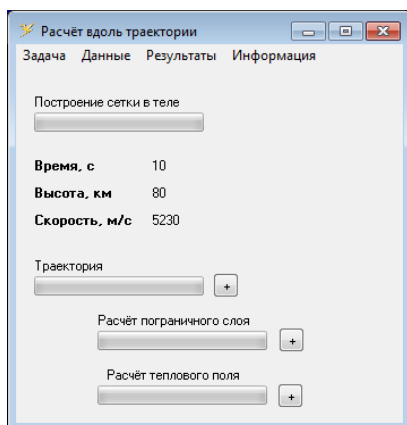 Расчёт вдоль траектории
Задача Данные Результаты Информация
Построение сетки в теле
Время, с 10
Высота, км 80
Скорость, м/с 5230
Траектория
+
Расчёт пограничного слоя
+
Расчёт теплового поля
+